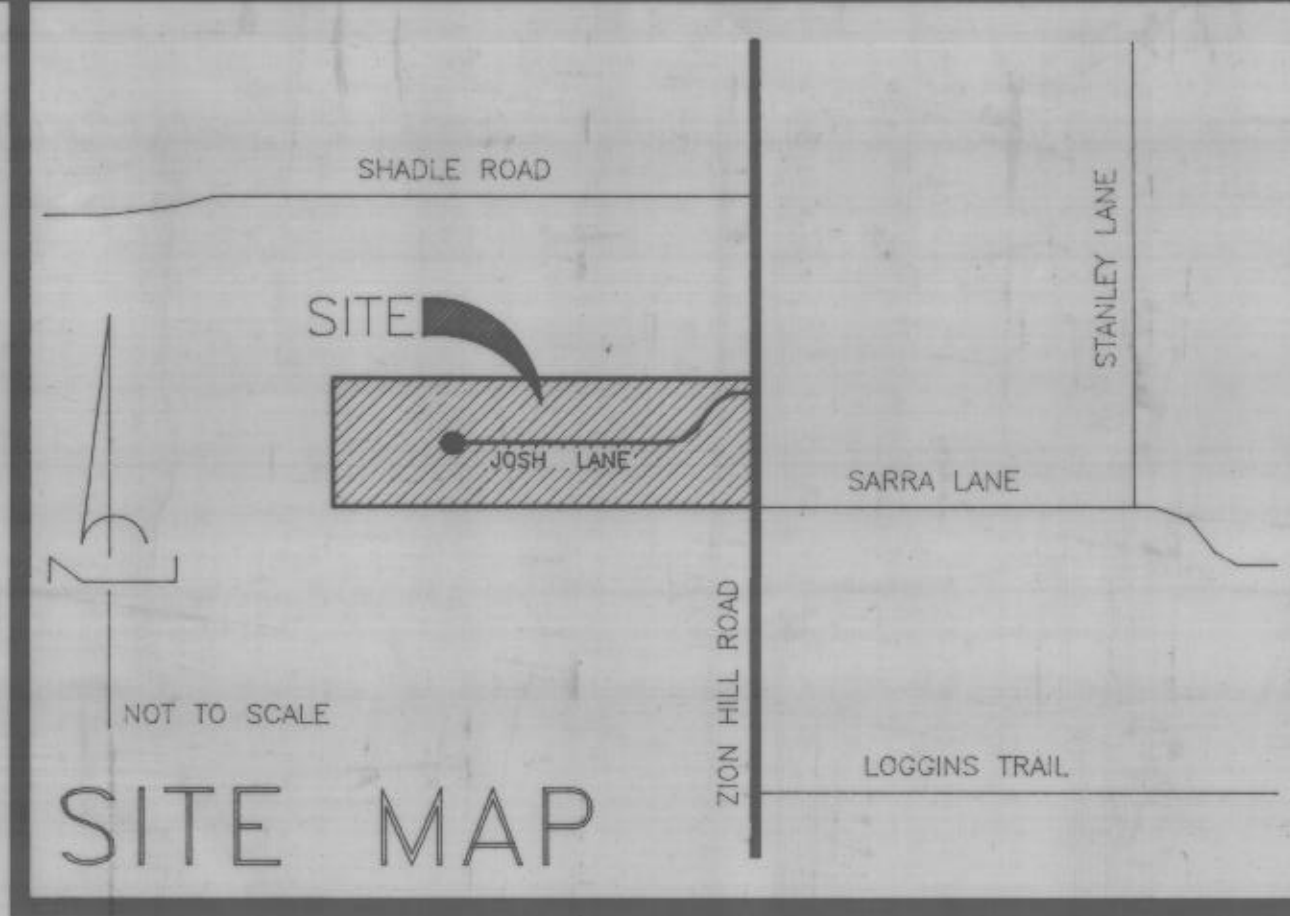 SHADLE ROAD
STANLEY LANE
SITE
JOSH LANE
SARRA LANE
ZION HILL ROAD
NOT TO SCALE
LOGGINS TRAIL
SITE MAP